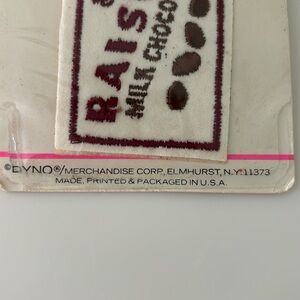 RAIS
MILK CHOCO
©DYNO®/MERCHANDISE CORP, ELMHURST, N.Y. 11373
MADE, PRINTED & PACKAGED IN U.S.A.